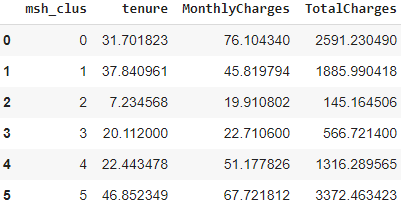 msh_clus tenure MonthlyCharges TotalCharges
0 0 31.701823 76.104340 2591.230490
1 1 37.840961 45.819794 1885.990418
2 2 7.234568 19.910802 145.164506
3 3 20.112000 22.710600 566.721400
4 4 22.443478 51.177826 1316.289565
5 5 46.852349 67.721812 3372.463423